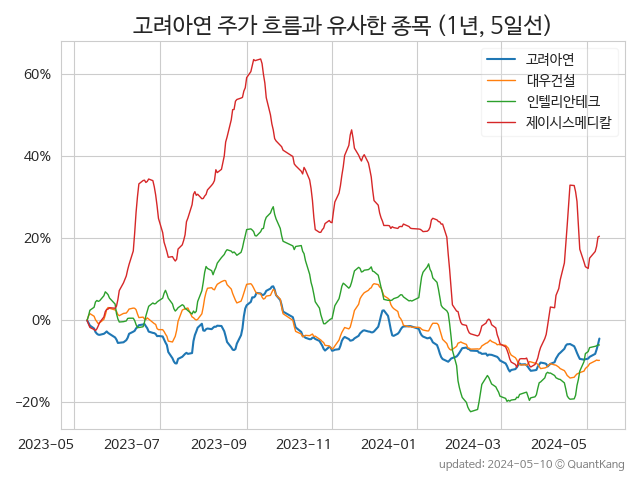 고려아연 주가 흐름과 유사한 종목 (1년, 5일선)
고려아연
대우건설
인텔리안테크
제이시스메디칼
60%
40%
20%
0%
−20%
2023-05 2023-07 2023-09 2023-11 2024-01 2024-03 2024-05
updated: 2024-05-10 © QuantKang